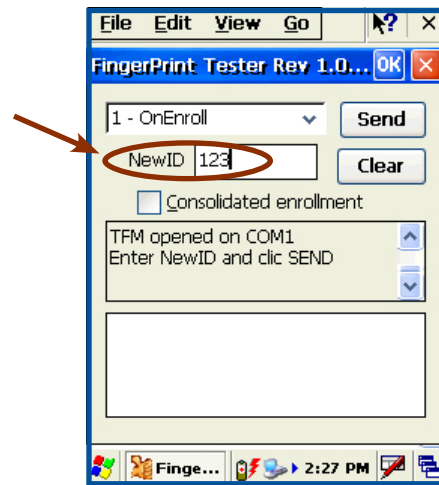 File Edit View Go ? ×
FingerPrint Tester Rev 1.0... OK ×
1 - OnEnroll Send
NewID 123 Clear
Consolidated enrollment
TFM opened on COM1
Enter NewID and clic SEND
Finge... 2:27 PM